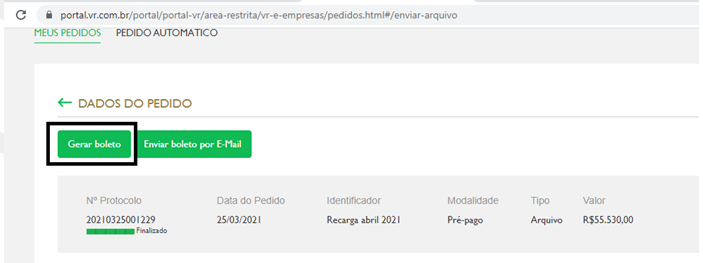 portal.vr.com.br/portal/portal-vr/area-restrita/vr-e-empresas/pedidos.html#/enviar-arquivo
MEUS PEDIDOS PEDIDO AUTOMATICO
DADOS DO PEDIDO
Gerar boleto Enviar boleto por E-Mail
Nº Protocolo Data do Pedido Identificador Modalidade Tipo Valor
20210325001229 25/03/2021 Recarga abril 2021 Pré-pago Arquivo R$55.530,00
Finalizado